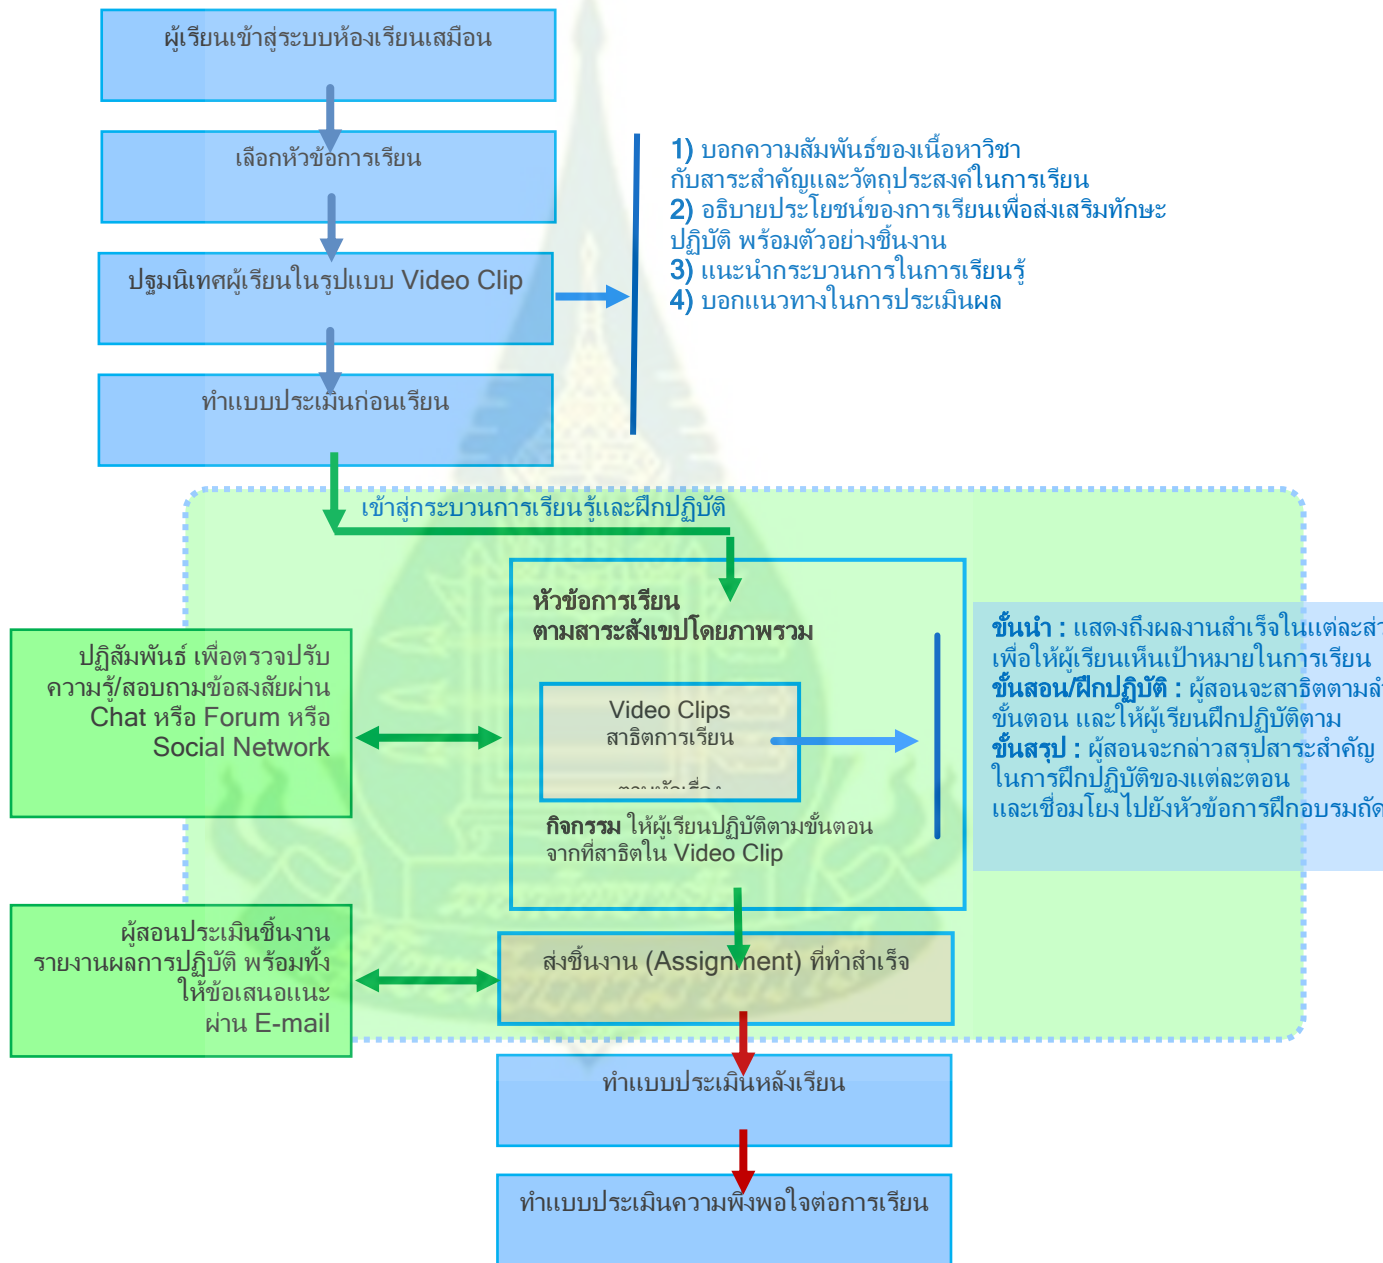 ผู้เรียนเข้าสู่ระบบห้องเรียนเสมือน
เลือกหัวข้อการเรียน
ปฐมนิเทศผู้เรียนในรูปแบบ Video Clip
1) บอกความสัมพันธ์ของเนื้อหาวิชา
กับสาระสำคัญและวัตถุประสงค์ในการเรียน
2) อธิบายประโยชน์ของการเรียนเพื่อส่งเสริมทักษะ
ปฏิบัติ พร้อมตัวอย่างชิ้นงาน
3) แนะนำกระบวนการในการเรียนรู้
4) บอกแนวทางในการประเมินผล
ทำแบบประเมินก่อนเรียน
เข้าสู่กระบวนการเรียนรู้และฝึกปฏิบัติ
หัวข้อการเรียน
ตามสาระสังเขปโดยภาพรวม
Video Clips
สาธิตการเรียน
กิจกรรม ให้ผู้เรียนปฏิบัติตามขั้นตอน
จากที่สาธิตใน Video Clip
ปฏิสัมพันธ์ เพื่อตรวจปรับ
ความรู้/สอบถามข้อสงสัยผ่าน
Chat หรือ Forum หรือ
Social Network
ขั้นนำ : แสดงถึงผลงานสำเร็จในแต่ละ
เพื่อให้ผู้เรียนเห็นเป้าหมายในการเรียน
ขั้นสอน/ฝึกปฏิบัติ : ผู้สอนจะสาธิตตาม
ขั้นตอน และให้ผู้เรียนฝึกปฏิบัติตาม
ขั้นสรุป : ผู้สอนจะกล่าวสรุปสาระสำคัญ
ในการฝึกปฏิบัติของแต่ละตอน
และเชื่อมโยงไปยังหัวข้อการฝึกอบรมถัด
ผู้สอนประเมินชิ้นงาน
รายงานผลการปฏิบัติ พร้อมทั้ง
ให้ข้อเสนอแนะ
ผ่าน E-mail
ส่งชิ้นงาน (Assignment) ที่ทำสำเร็จ
ทำแบบประเมินหลังเรียน
ทำแบบประเมินความพึงพอใจต่อการเรียน